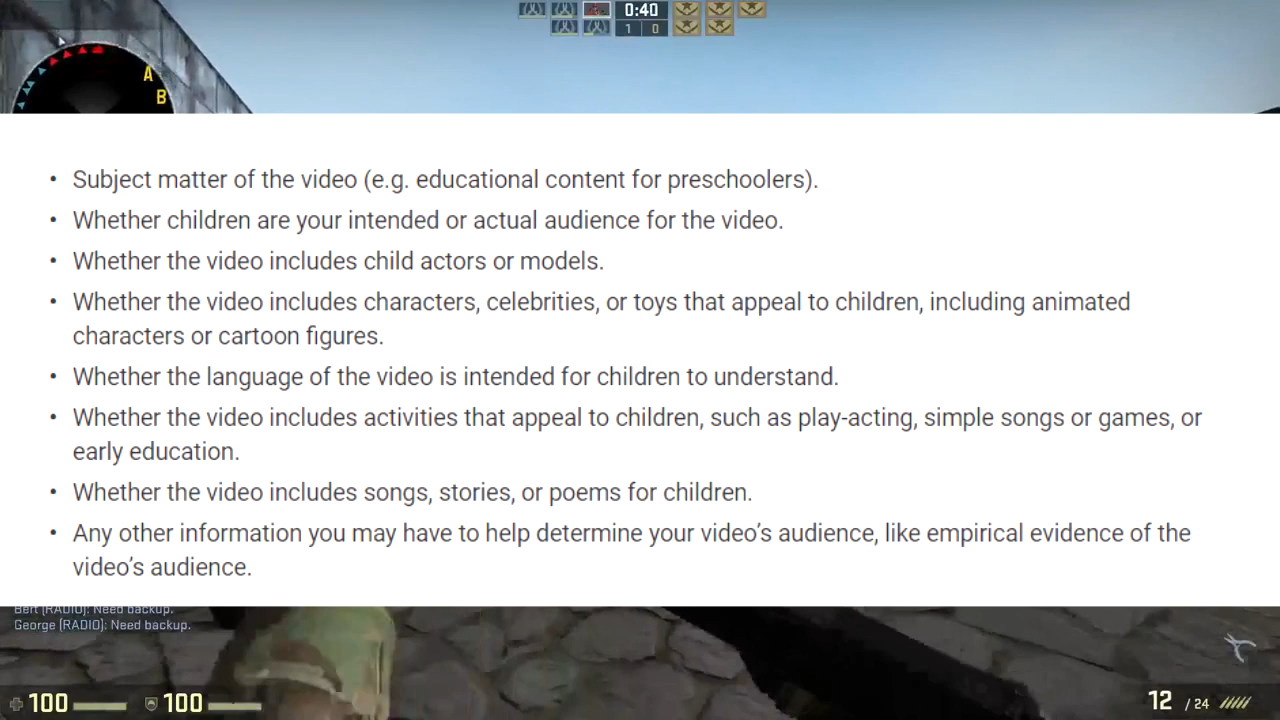 0:40
1 0
A
B
• Subject matter of the video (e.g. educational content for preschoolers).
• Whether children are your intended or actual audience for the video.
• Whether the video includes child actors or models.
• Whether the video includes characters, celebrities, or toys that appeal to children, including animated
characters or cartoon figures.
• Whether the language of the video is intended for children to understand.
• Whether the video includes activities that appeal to children, such as play-acting, simple songs or games, or
early education.
• Whether the video includes songs, stories, or poems for children.
• Any other information you may have to help determine your video’s audience, like empirical evidence of the
video’s audience.
Bert (RADIO): Need backup.
George (RADIO): Need backup.
100 100 12 / 24